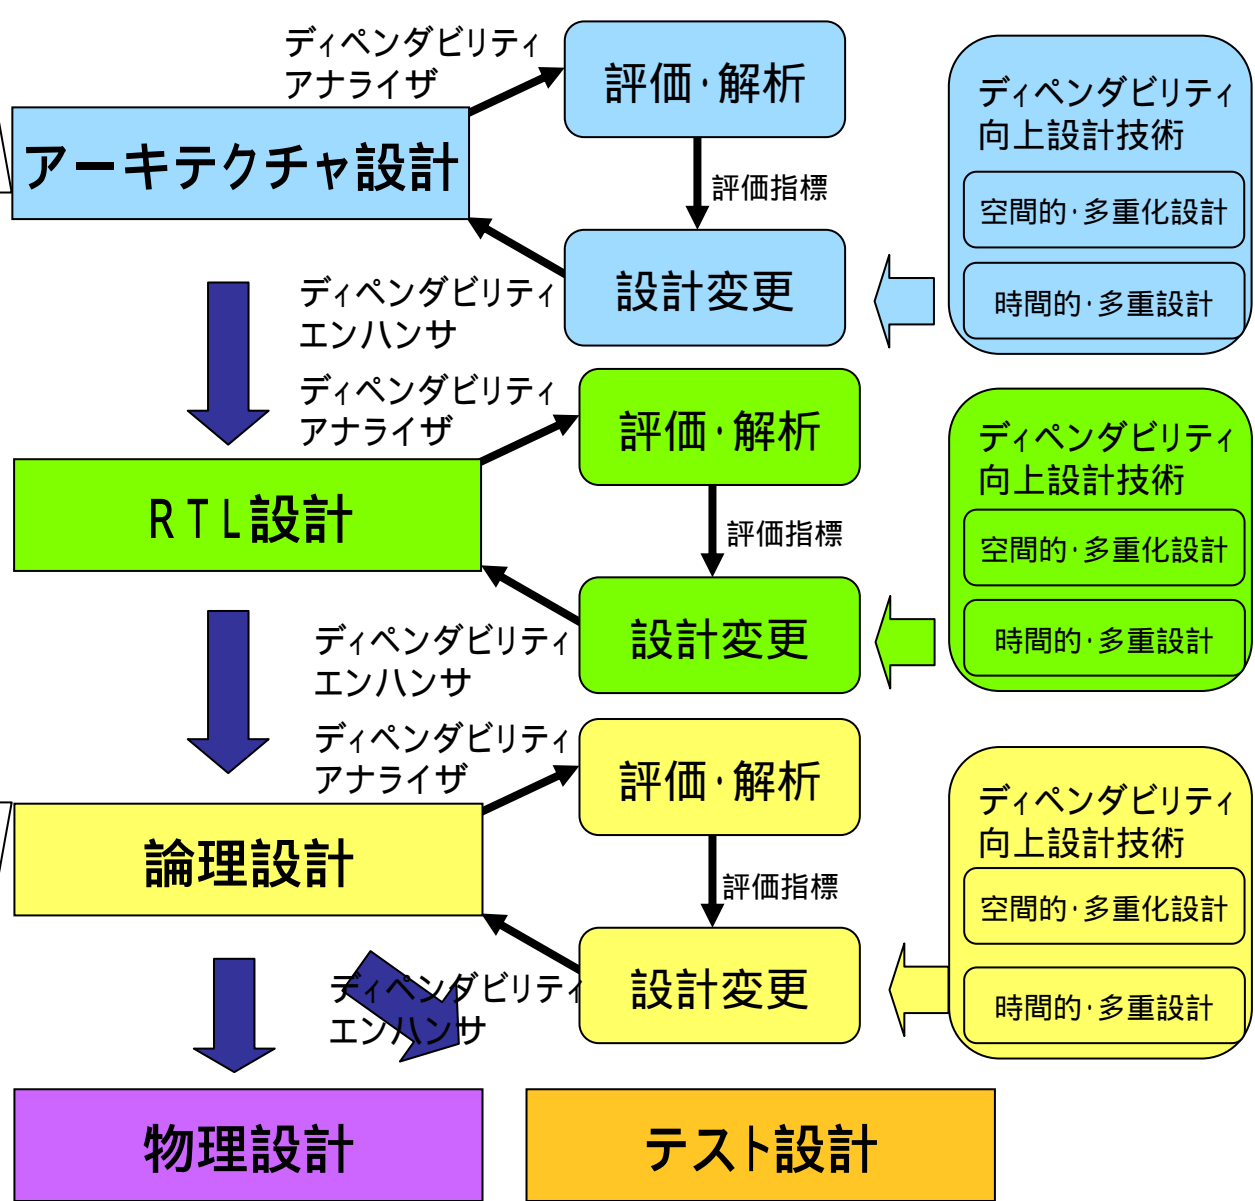 ディペンダビリティ
アナライザ
評価・解析
アーキテクチャ設計
評価指標
設計変更
ディペンダビリティ
エンハンサ
ディペンダビリティ
向上設計技術
空間的・多重化設計
時間的・多重設計
ディペンダビリティ
アナライザ
評価・解析
RTL設計
評価指標
設計変更
ディペンダビリティ
エンハンサ
ディペンダビリティ
向上設計技術
空間的・多重化設計
時間的・多重設計
ディペンダビリティ
アナライザ
評価・解析
論理設計
評価指標
設計変更
ディペンダビリティ
エンハンサ
ディペンダビリティ
向上設計技術
空間的・多重化設計
時間的・多重設計
物理設計
テスト設計